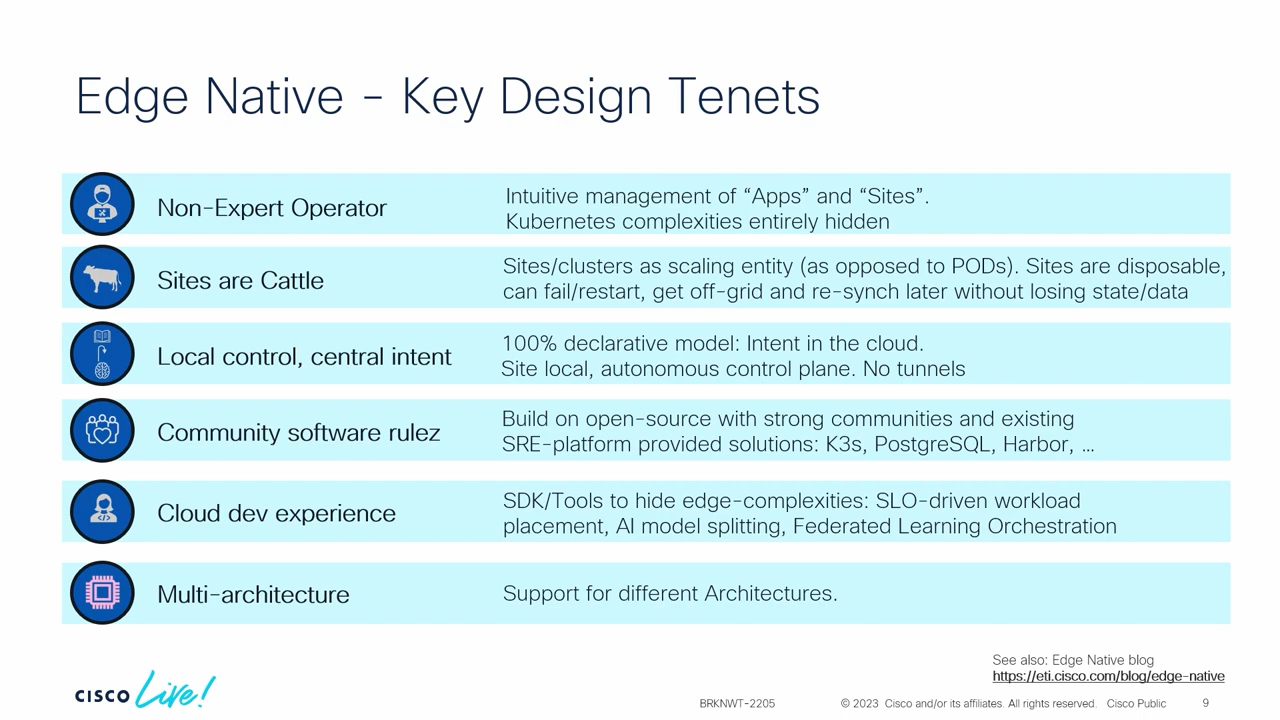 Edge Native - Key Design Tenets
Non-Expert Operator
Intuitive management of “Apps” and “Sites”.
Kubernetes complexities entirely hidden
Sites are Cattle
Sites/clusters as scaling entity (as opposed to PODs). Sites are disposable,
can fail/restart, get off-grid and re-synch later without losing state/data
Local control, central intent
100% declarative model: Intent in the cloud.
Site local, autonomous control plane. No tunnels
Community software rulez
Build on open-source with strong communities and existing
SRE-platform provided solutions: K3s, PostgreSQL, Harbor, …
Cloud dev experience
SDK/Tools to hide edge-complexities: SLO-driven workload
placement, AI model splitting, Federated Learning Orchestration
Multi-architecture
Support for different Architectures.
See also: Edge Native blog
https://eti.cisco.com/blog/edge-native
CISCO Live!
BRKNWT-2205 © 2023 Cisco and/or its affiliates. All rights reserved. Cisco Public 9